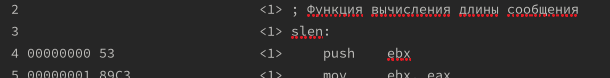 2 <1> ; Функция вычисления длины сообщения
3 <1> slen:
4 00000000 53 <1> push ebx
5 00000001 89C3 <1> mov ebx, eax